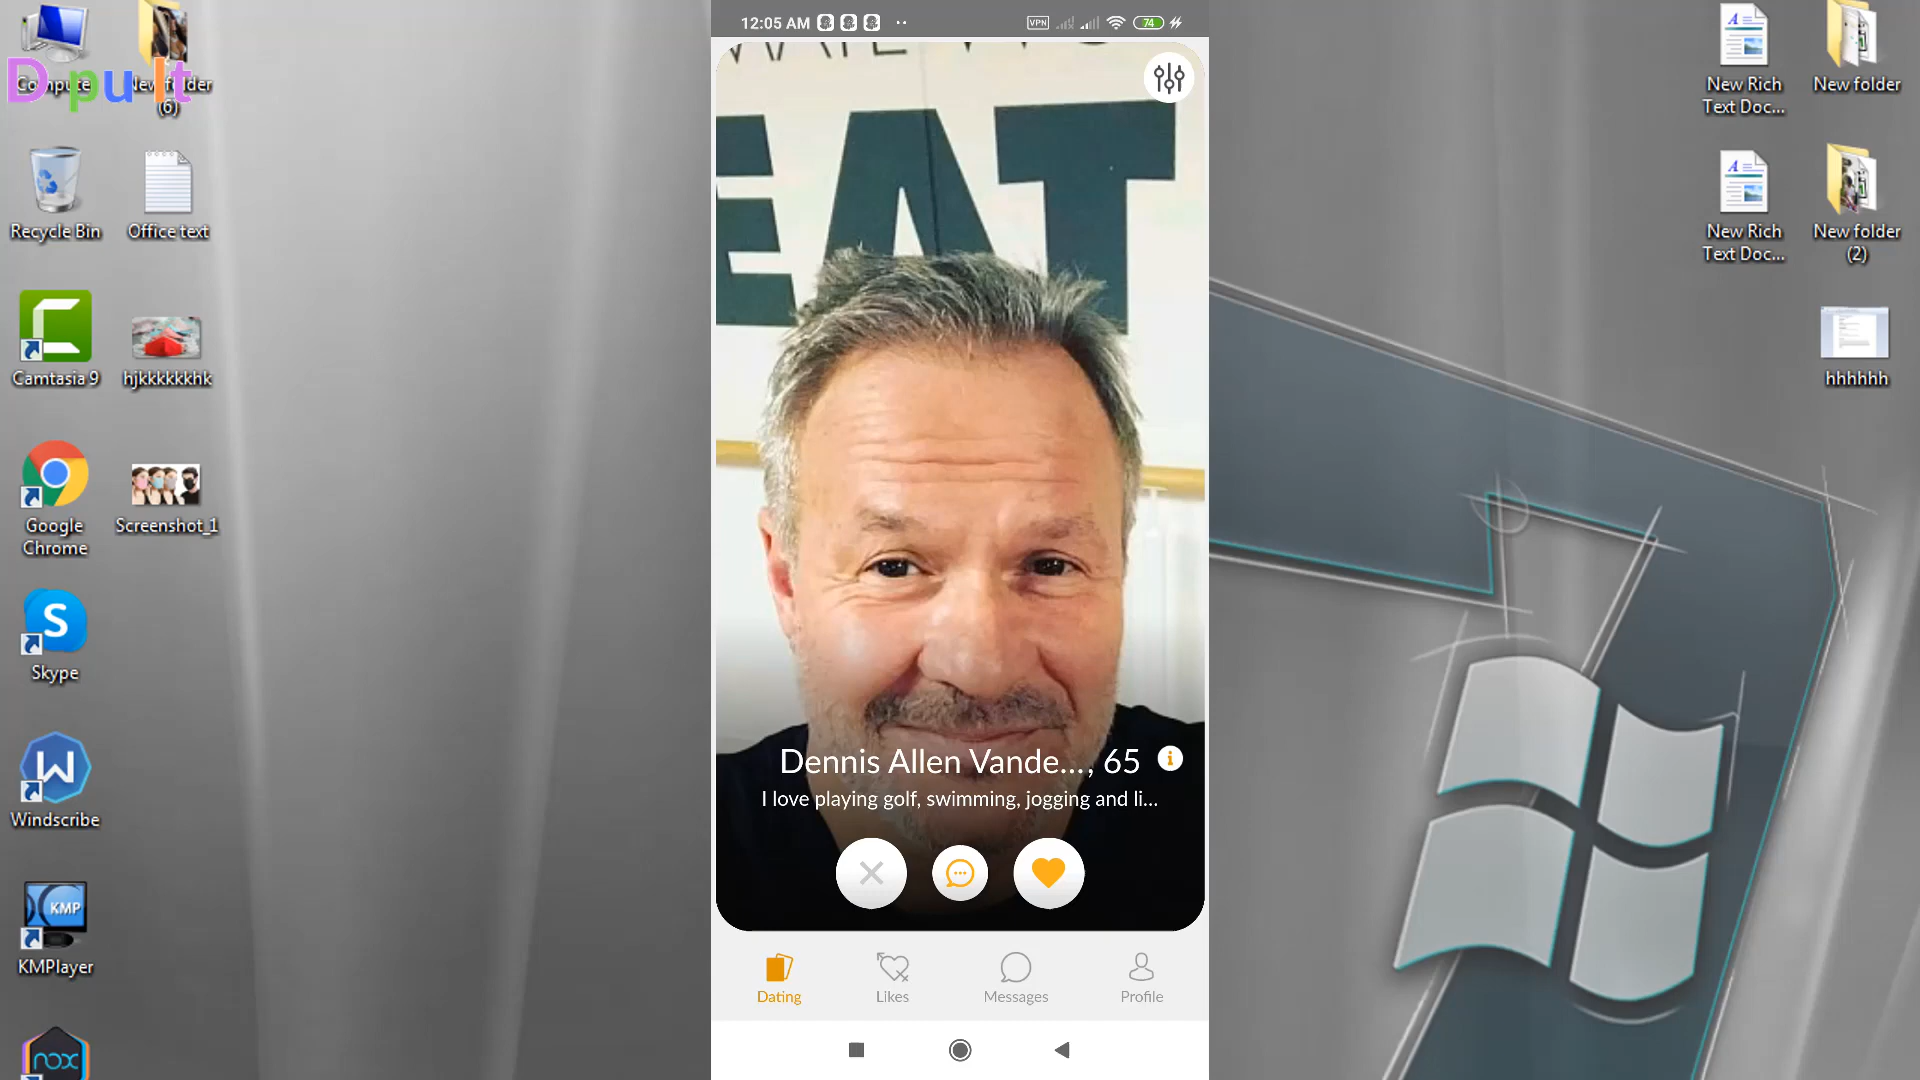 Computer
New folder
(6)
D pu lt
Recycle Bin
Office text
Camtasia 9
hjkkkkkkhk
Google
Chrome
Screenshot_1
S
Skype
W
Windscribe
KMP
KMPlayer
nox
12:05 AM
VPN
74
EAT
Dennis Allen Vande..., 65
i
I love playing golf, swimming, jogging and li...
Dating
Likes
Messages
Profile
New Rich
Text Doc...
New folder
New Rich
Text Doc...
New folder
(2)
hhhhhh